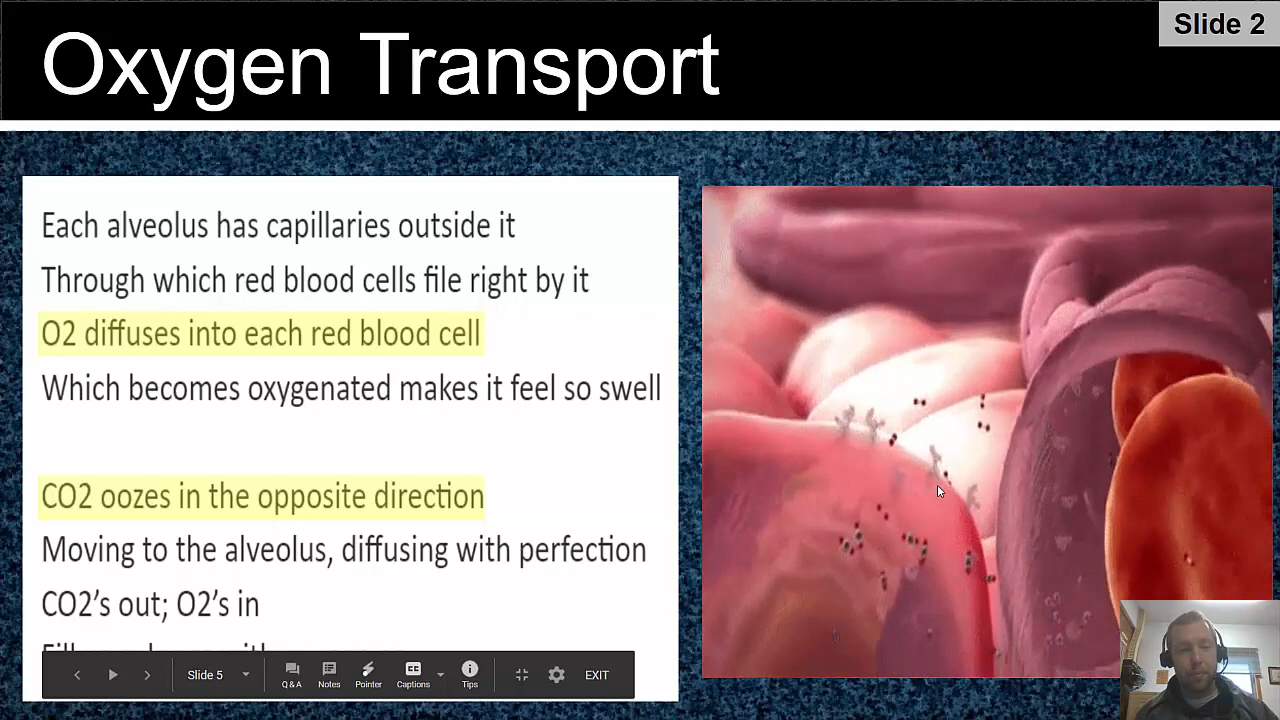 Slide 2
Oxygen Transport
Each alveolus has capillaries outside it
Through which red blood cells file right by it
O2 diffuses into each red blood cell
Which becomes oxygenated makes it feel so swell
CO2 oozes in the opposite direction
Moving to the alveolus, diffusing with perfection
CO2’s out; O2’s in
Slide 5
Q & A
Notes
Pointer
CC
Captions
Tips
EXIT